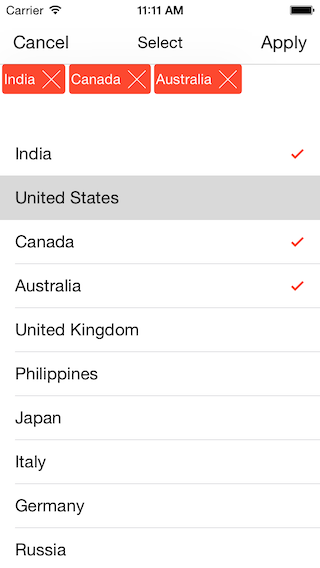 Carrier 11:11 AM
Cancel Select Apply
India Canada Australia
India
United States
Canada
Australia
United Kingdom
Philippines
Japan
Italy
Germany
Russia